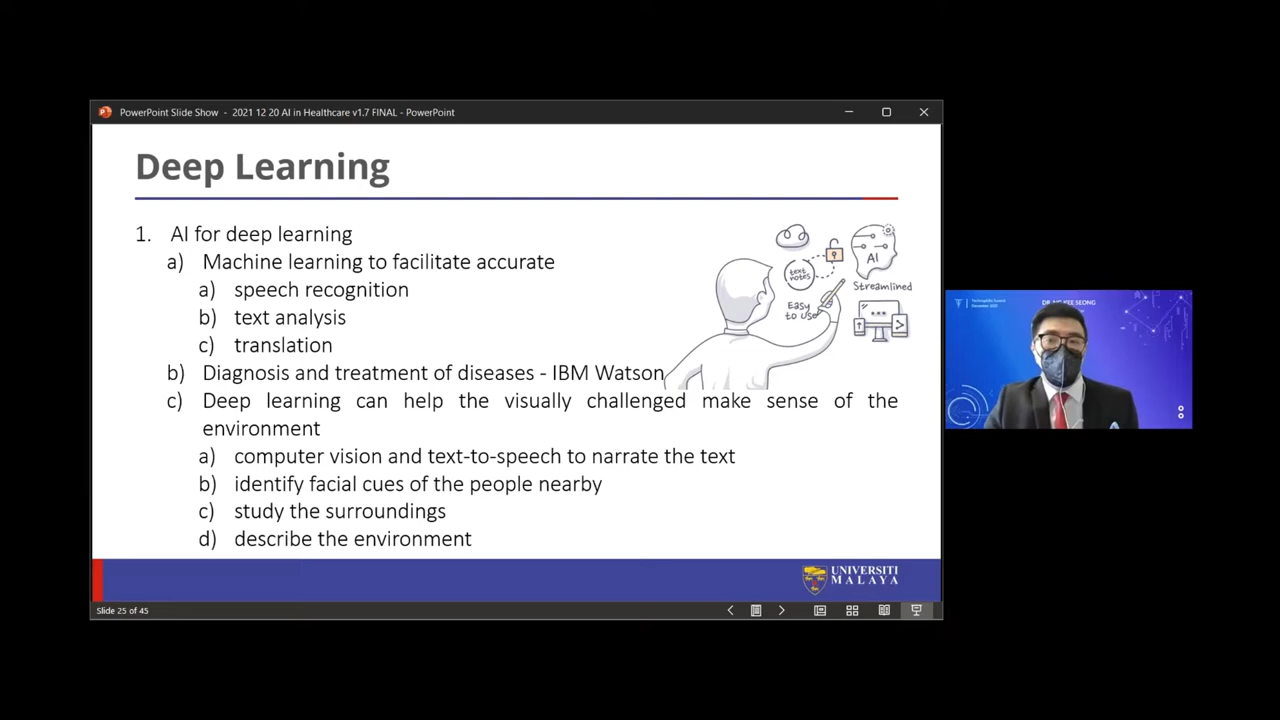 PowerPoint Slide Show - 2021 12 20 AI in Healthcare v1.7 FINAL - PowerPoint
Deep Learning
1. AI for deep learning
a) Machine learning to facilitate accurate
a) speech recognition
b) text analysis
c) translation
b) Diagnosis and treatment of diseases - IBM Watson
c) Deep learning can help the visually challenged make sense of the
environment
a) computer vision and text-to-speech to narrate the text
b) identify facial cues of the people nearby
c) study the surroundings
d) describe the environment
text
notes
AI
Streamlined
Easy
to use
UNIVERSITI
MALAYA
Slide 25 of 45